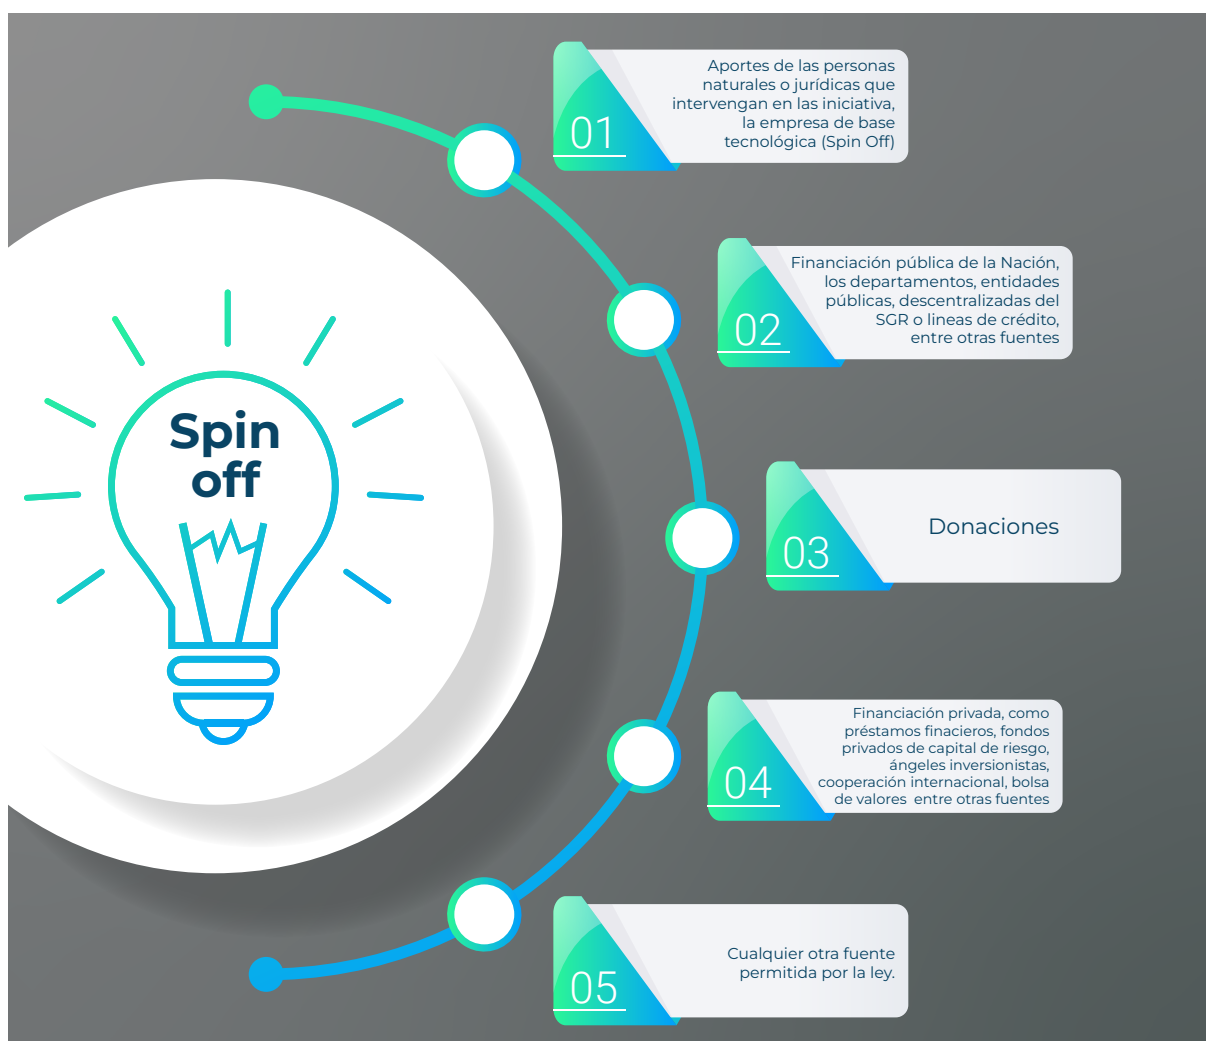 Spin
off
01
Aportes de las personas
naturales o jurídicas que
intervengan en las iniciativa,
la empresa de base
tecnológica (Spin Off)
02
Financiación pública de la Nación,
los departamentos, entidades
públicas, descentralizadas del
SGR o lineas de crédito,
entre otras fuentes
03
Donaciones
04
Financiación privada, como
préstamos finacieros, fondos
privados de capital de riesgo,
ángeles inversionistas,
cooperación internacional, bolsa
de valores  entre otras fuentes
05
Cualquier otra fuente
permitida por la ley.